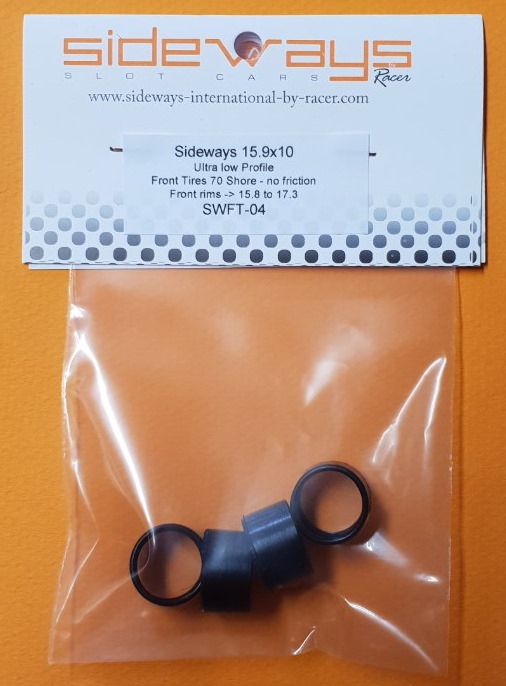 sideways
SLOT CARS
by
Racer
www.sideways-international-by-racer.com
Sideways 15.9x10
Ultra low Profile
Front Tires 70 Shore - no friction
Front rims -> 15.8 to 17.3
SWFT-04